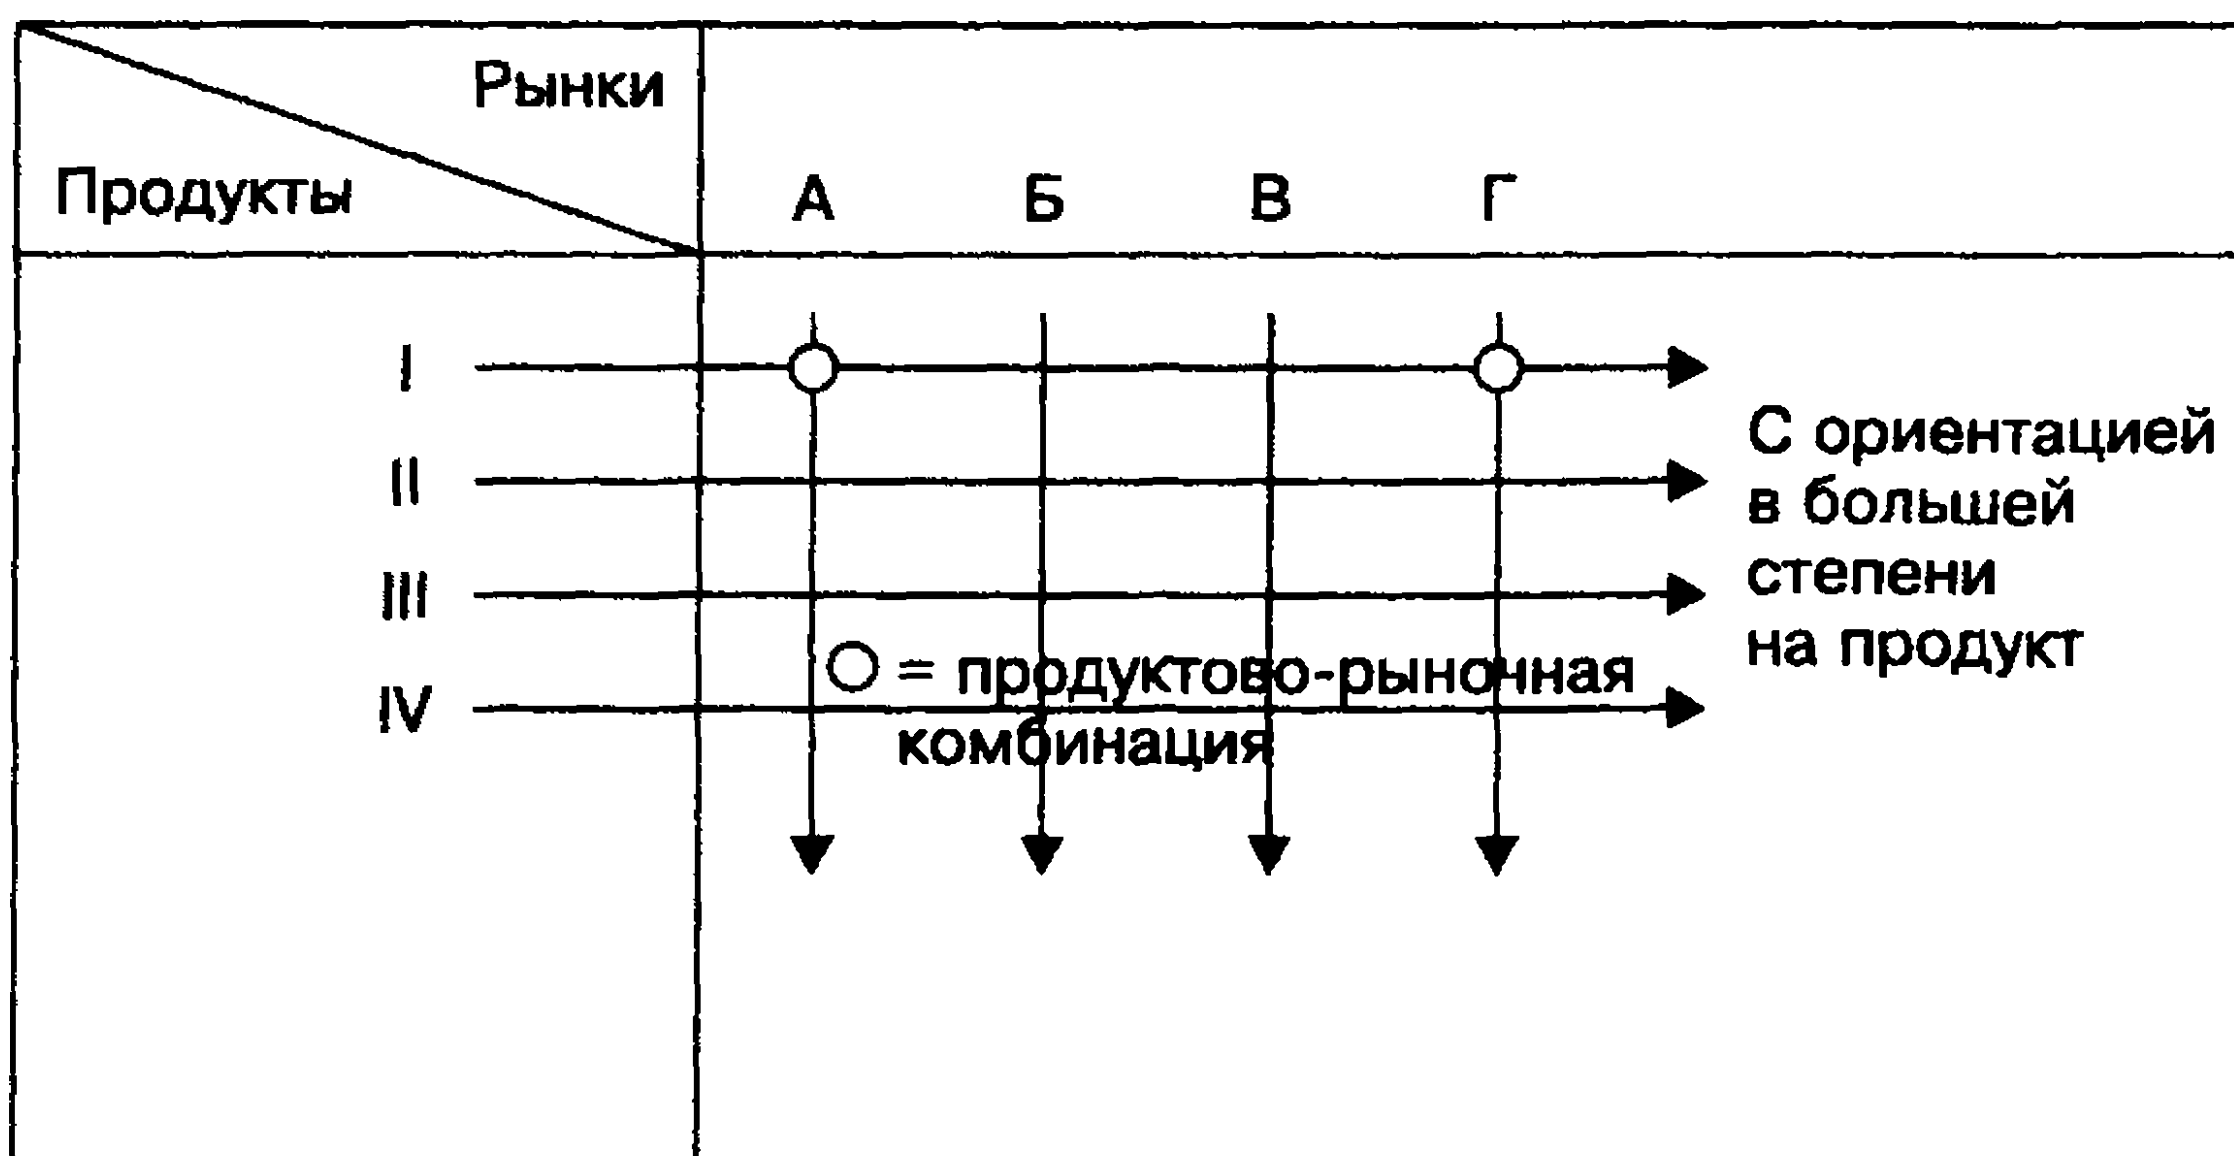 Рынки
Продукты
А Б В Г
I
II
III
IV
С ориентацией
в большей
степени
на продукт
= продуктово-рыночная
комбинация